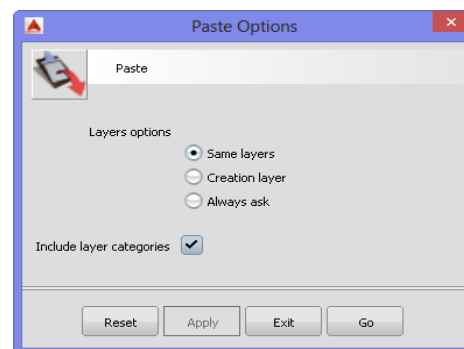 Paste Options
Paste
Layers options
Same layers
Creation layer
Always ask
Include layer categories
Reset Apply Exit Go